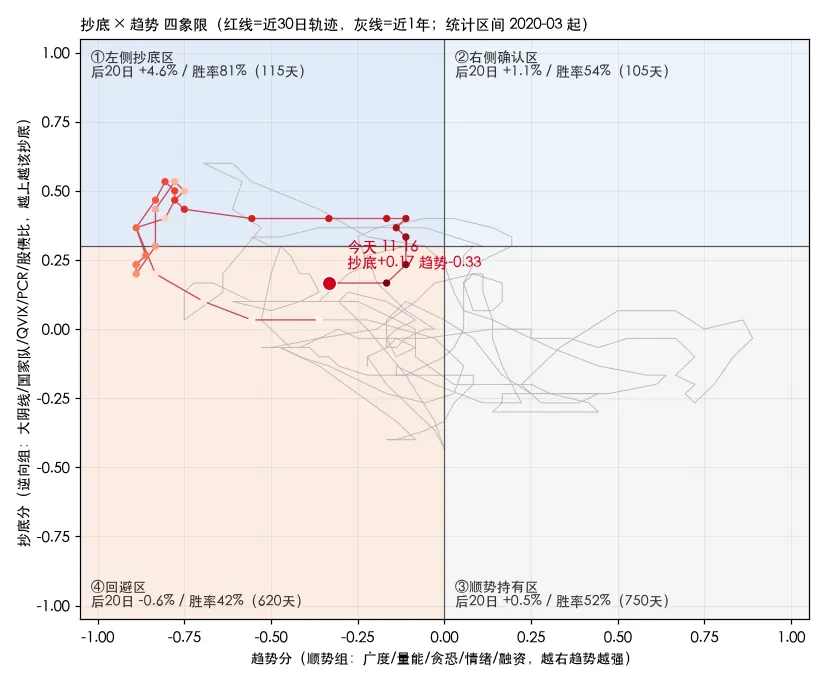 抄底 × 趋势 四象限（红线=近30日轨迹，灰线=近1年；统计区间 2020-03 起）
1.00
0.75
0.50
0.25
0.00
-0.25
-0.50
-0.75
-1.00
抄底分（逆向组：大阴线/国家队/QVIX/PCR/股债比，越上越该抄底）
①左侧抄底区
后20日 +4.6% / 胜率81%（115天）
②右侧确认区
后20日 +1.1% / 胜率54%（105天）
抄底+0.17 趋势-0.33
④回避区
后20日 -0.6% / 胜率42%（620天）
③顺势持有区
后20日 +0.5% / 胜率52%（750天）
-1.00 -0.75 -0.50 -0.25 0.00 0.25 0.50 0.75 1.00
趋势分（顺势组：广度/量能/贪恐/情绪/融资，越右趋势越强）